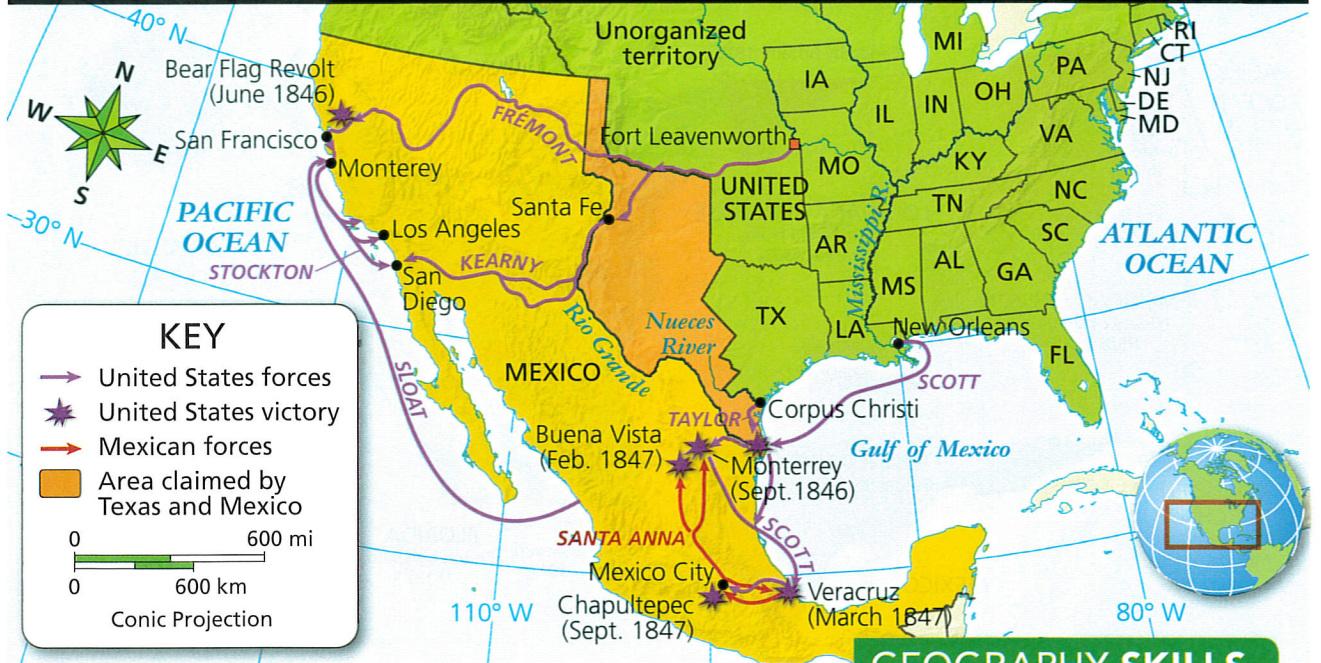 40° N
N
W
E
S
Bear Flag Revolt
(June 1846)
San Francisco
Monterey
PACIFIC
OCEAN
30° N
Los Angeles
STOCKTON
San
Diego
FRÉMONT
Santa Fe
KEARNY
Unorganized
territory
Fort Leavenworth
UNITED
STATES
IA
MO
AR
LA
TX
MI
IL
IN
OH
KY
TN
MS
AL
GA
FL
SC
NC
VA
PA
RI
CT
NJ
DE
MD
Mississippi R.
ATLANTIC
OCEAN
New Orleans
SCOTT
Nueces
River
Rio Grande
MEXICO
SLOAT
TAYLOR
Corpus Christi
Gulf of Mexico
Buena Vista
(Feb. 1847)
Monterrey
(Sept.1846)
SANTA ANNA
SCOTT
Mexico City
Chapultepec
(Sept. 1847)
Veracruz
(March 1847)
110° W
80° W
KEY
United States forces
United States victory
Mexican forces
Area claimed by
Texas and Mexico
0 600 mi
0 600 km
Conic Projection
GEOGRAPHY SKILLS